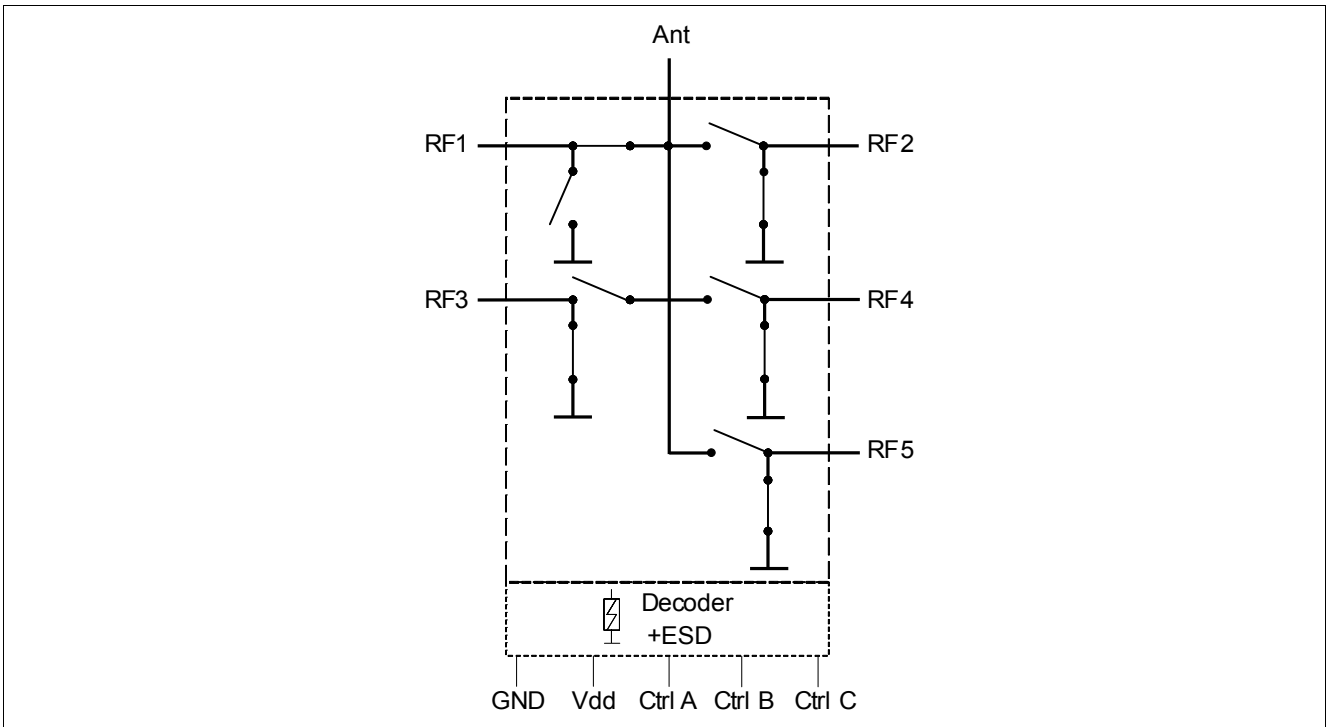 Ant
RF1
RF2
RF3
RF4
RF5
Decoder
+ESD
GND Vdd Ctrl A Ctrl B Ctrl C